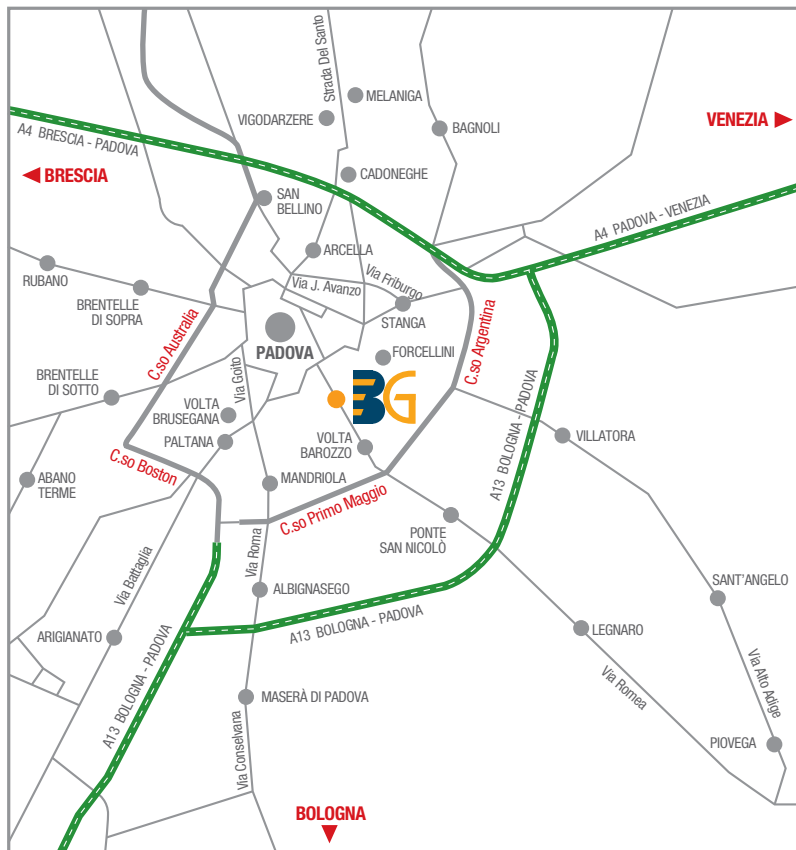 Strada Del Santo
MELANIGA
VIGODARZERE
BAGNOLI
VENEZIA
A4 BRESCIA - PADOVA
BRESCIA
CADONEGHE
SAN
BELLINO
A4 PADOVA - VENEZIA
ARCELLA
RUBANO
Via J. Avanzo
Via Friburgo
BRENTELLE
DI SOPRA
STANGA
C.so Australia
PADOVA
C.so Argentina
FORCELLINI
Via Goito
BRENTELLE
DI SOTTO
BG
VOLTA
BRUSEGANA
PALTANA
VOLTA
BAROZZO
VILLATORA
A13 BOLOGNA - PADOVA
C.so Boston
ABANO
TERME
MANDRIOLA
C.so Primo Maggio
PONTE
SAN NICOLÒ
Via Battaglia
Via Roma
ALBIGNASEGO
SANT'ANGELO
A13 BOLOGNA - PADOVA
ARIGIANATO
LEGNARO
A13 BOLOGNA - PADOVA
Via Romea
Via Alto Adige
MASERÀ DI PADOVA
Via Conselvana
PIOVEGA
BOLOGNA